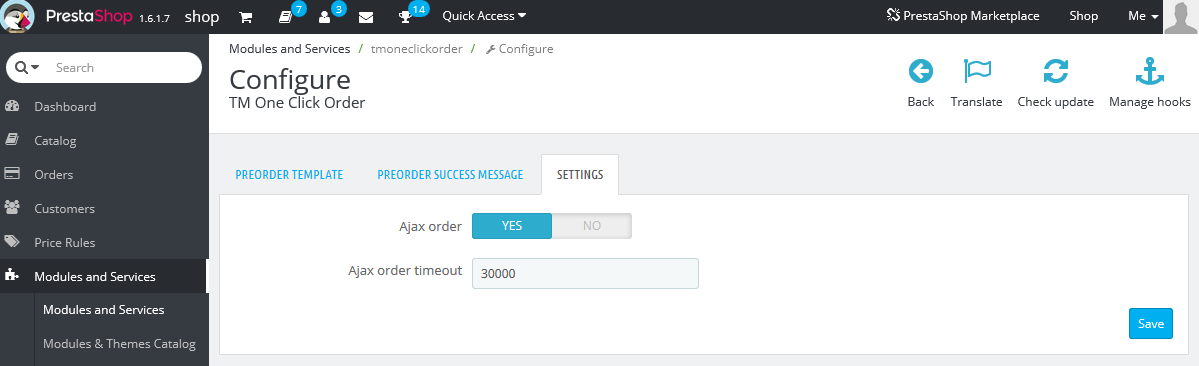 PrestaShop 1.6.1.7 shop 7 3 14 Quick Access PrestaShop Marketplace Shop Me
Search
Dashboard
Catalog
Orders
Customers
Price Rules
Modules and Services
Modules and Services
Modules & Themes Catalog
Modules and Services / tmoneclickorder / Configure
Configure
TM One Click Order
Back Translate Check update Manage hooks
PREORDER TEMPLATE PREORDER SUCCESS MESSAGE SETTINGS
Ajax order YES NO
Ajax order timeout 30000
Save